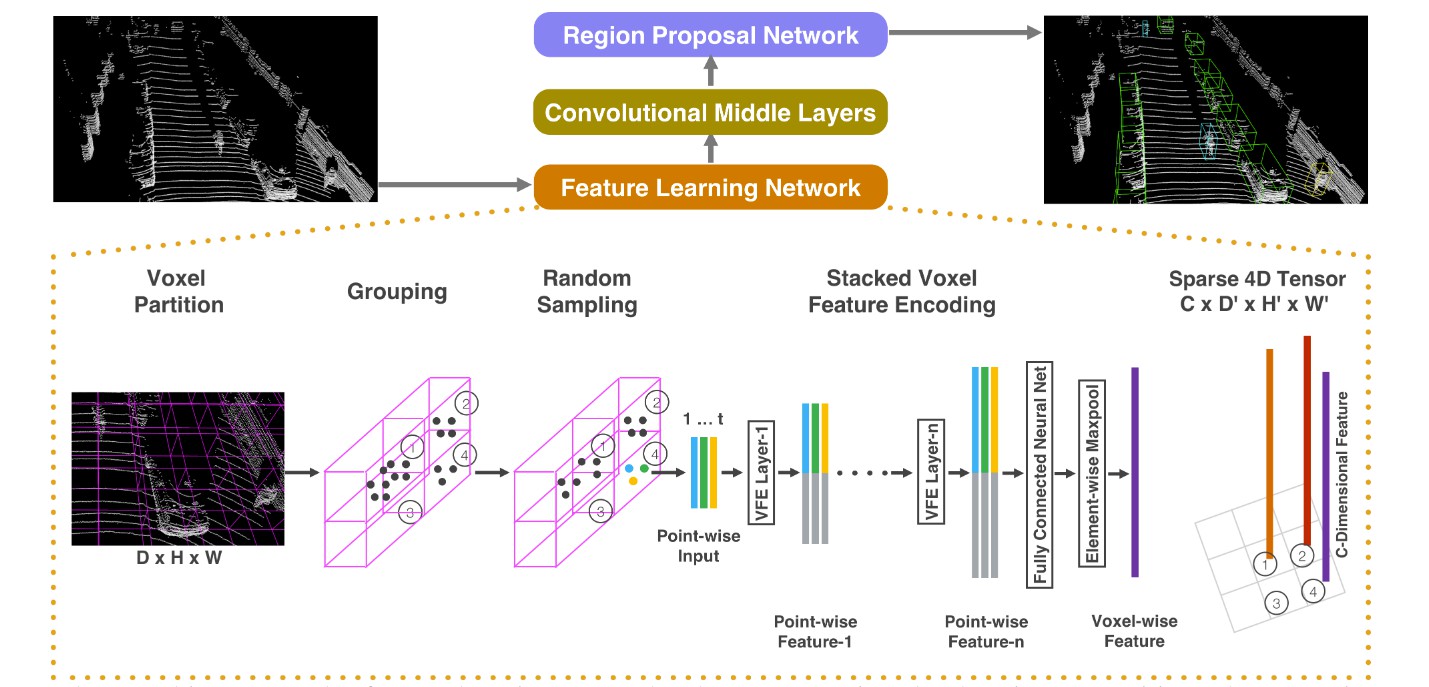 Region Proposal Network
Convolutional Middle Layers
Feature Learning Network
Voxel
Partition
Grouping
Random
Sampling
Stacked Voxel
Feature Encoding
Sparse 4D Tensor
C x D' x H' x W'
D x H x W
1
2
3
4
1
2
3
4
1 ... t
Point-wise
Input
VFE Layer-1
Point-wise
Feature-1
VFE Layer-n
Point-wise
Feature-n
Fully Connected Neural Net
Element-wise Maxpool
Voxel-wise
Feature
C-Dimensional Feature
1
2
3
4